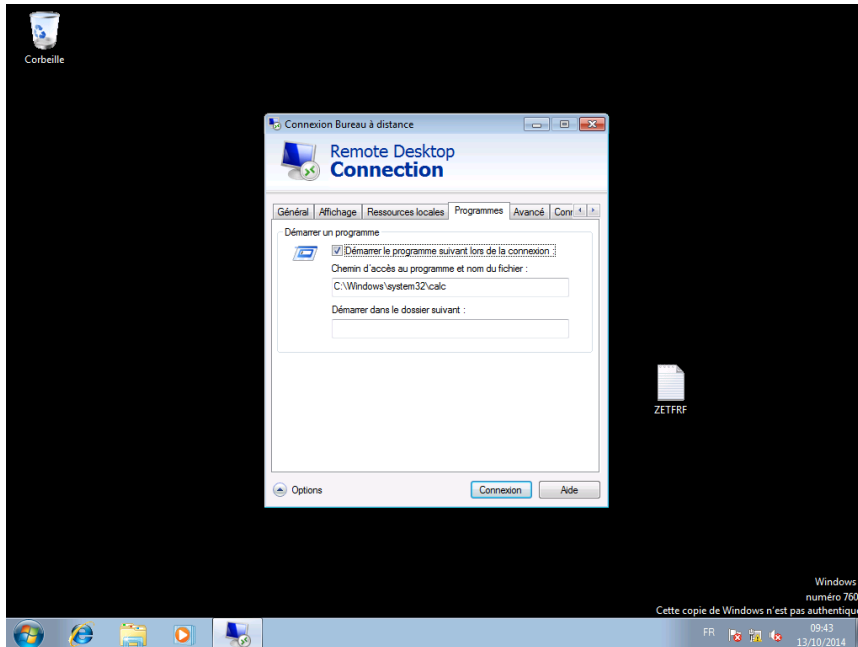 Corbeille
Connexion Bureau à distance
Remote Desktop
Connection
Général Affichage Ressources locales Programmes Avancé Conr
Démarrer un programme
Démarrer le programme suivant lors de la connexion :
Chemin d'accès au programme et nom du fichier :
C:\Windows\system32\calc
Démarrer dans le dossier suivant :
ZETFRF
Options Connexion Aide
Windows
numéro 760
Cette copie de Windows n'est pas authentique
FR 09:43
13/10/2014